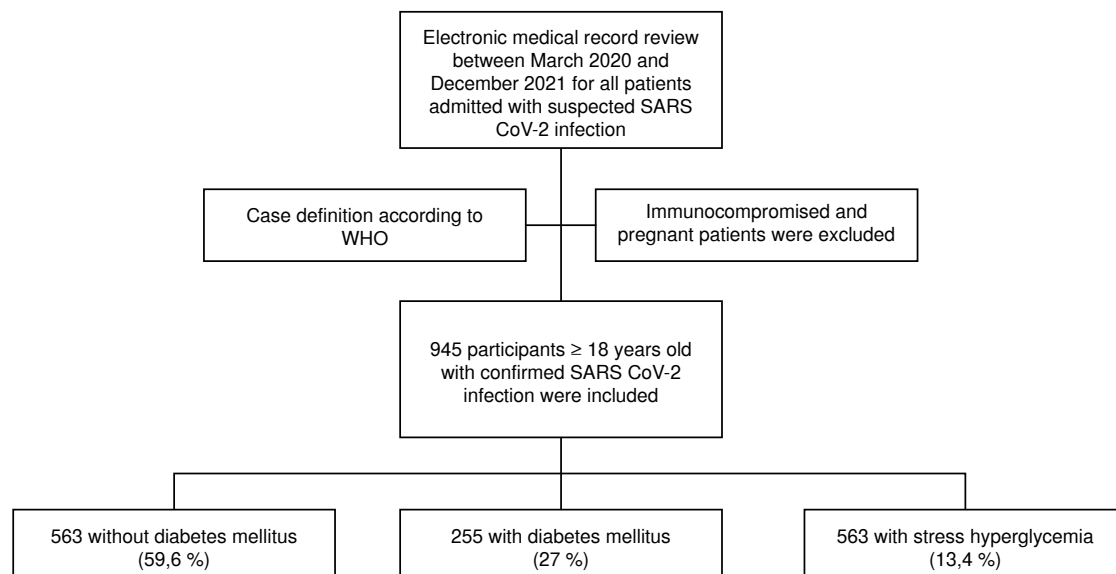 Electronic medical record review
between March 2020 and
December 2021 for all patients
admitted with suspected SARS
CoV-2 infection
Case definition according to
WHO
Immunocompromised and
pregnant patients were excluded
945 participants ≥ 18 years old
with confirmed SARS CoV-2
infection were included
563 without diabetes mellitus
(59,6 %)
255 with diabetes mellitus
(27 %)
563 with stress hyperglycemia
(13,4 %)